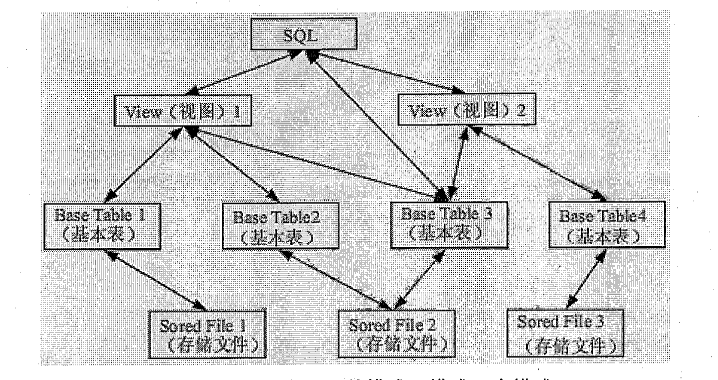 SQL
View（视图）1
View（视图）2
Base Table 1
（基本表）
Base Table2
（基本表）
Base Table 3
（基本表）
Base Table4
（基本表）
Sored File 1
（存储文件）
Sored File 2
（存储文件）
Sored File 3
（存储文件）